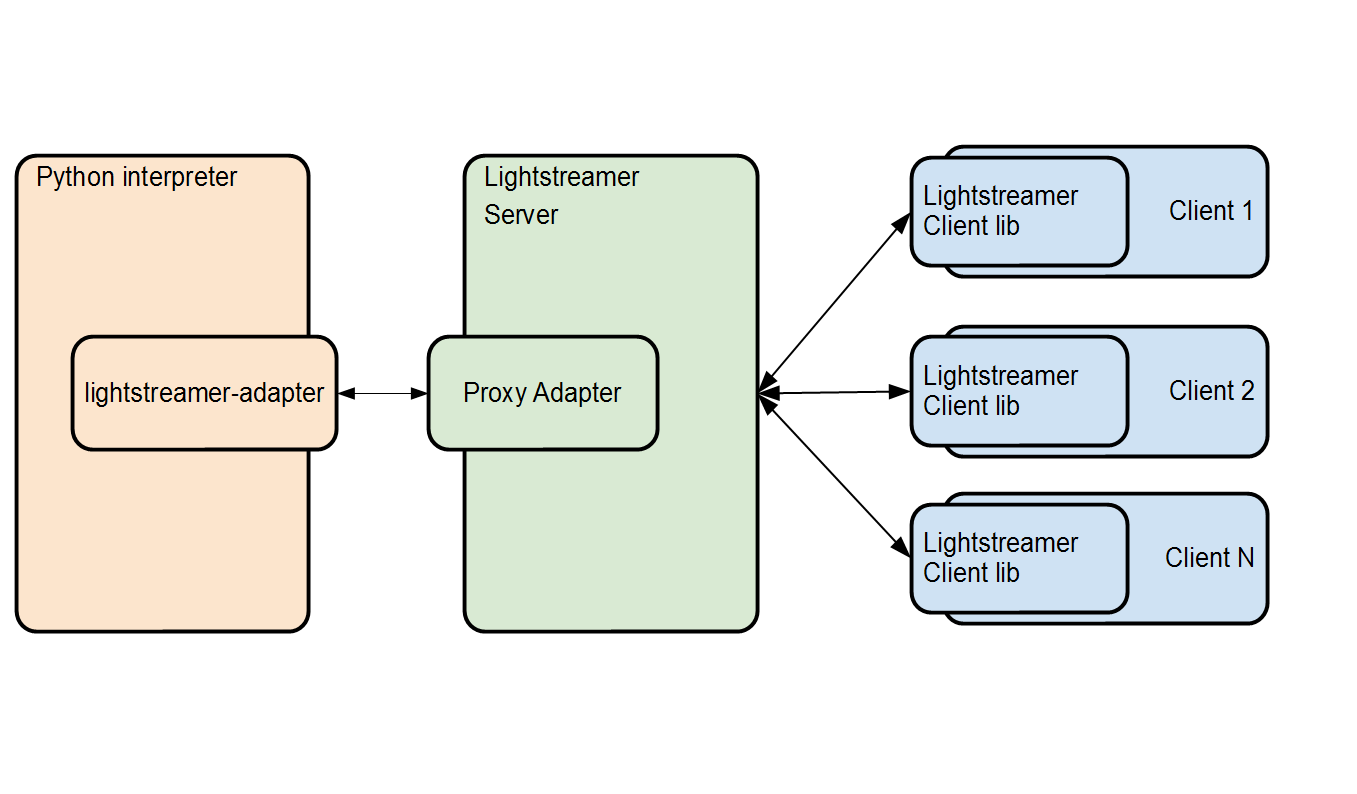 Python interpreter
Lightstreamer
Server
lightstreamer-adapter
Proxy Adapter
Lightstreamer
Client lib
Client 1
Lightstreamer
Client lib
Client 2
Lightstreamer
Client lib
Client N